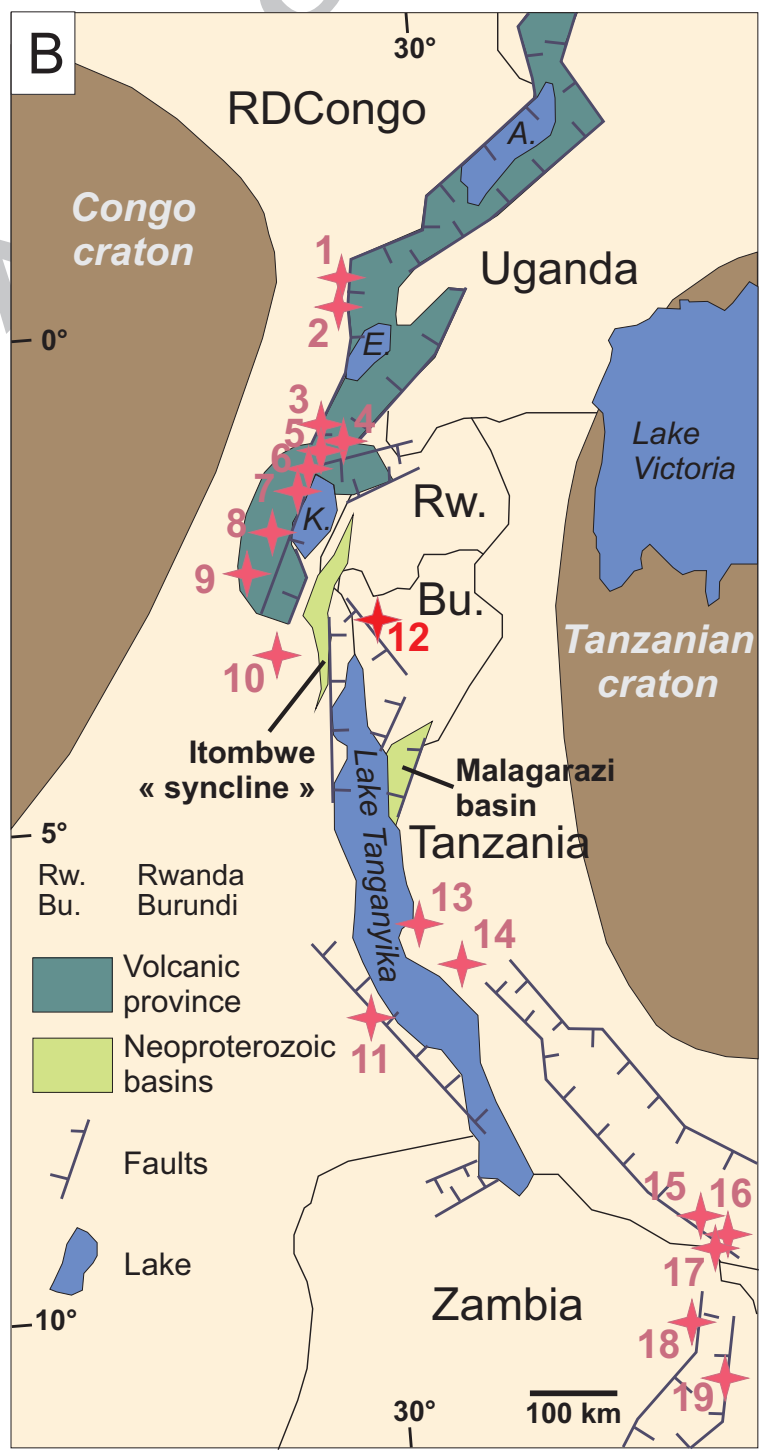 B
30°
RDCongo
A.
Congo
craton
1
Uganda
2
0°
E.
3
4
5
6
Lake
Victoria
7
K.
Rw.
8
9
Bu.
12
10
Tanzanian
craton
Itombwe
« syncline »
Lake Tanganyika
Malagarazi
basin
5°
Tanzania
Rw. Rwanda
Bu. Burundi
13
14
Volcanic
province
11
Neoproterozoic
basins
Faults
15
16
Lake
17
Zambia
10°
18
19
30°
100 km